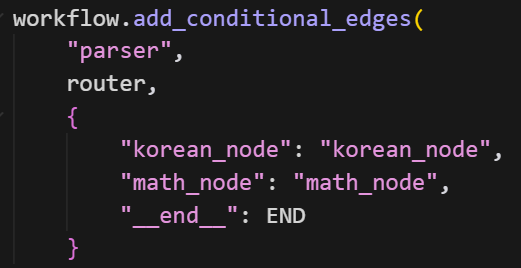 workflow.add_conditional_edges(
    "parser",
    router,
    {
        "korean_node": "korean_node",
        "math_node": "math_node",
        "__end__": END
    }